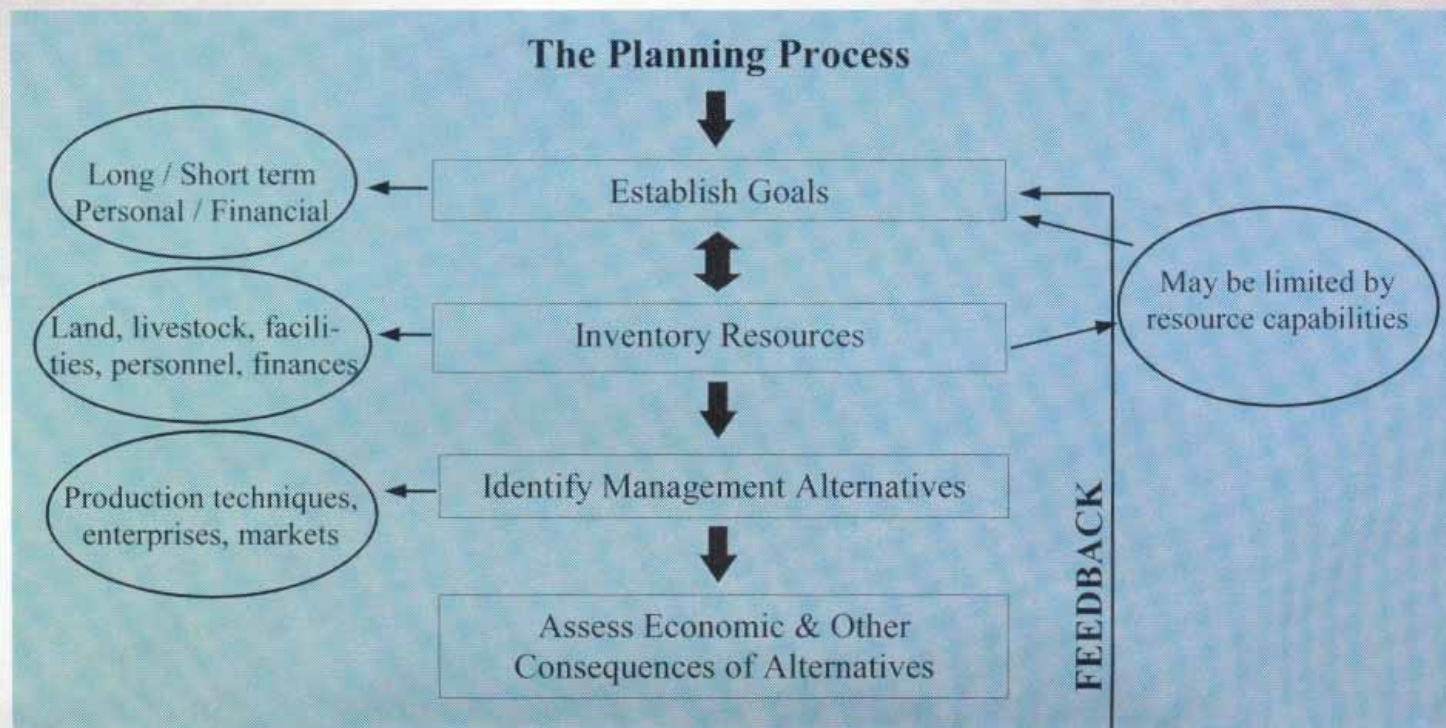 The Planning Process
Long / Short term
Personal / Financial
Establish Goals
May be limited by
resource capabilities
Land, livestock, facili-
ties, personnel, finances
Inventory Resources
Production techniques,
enterprises, markets
Identify Management Alternatives
Assess Economic & Other
Consequences of Alternatives
FEEDBACK